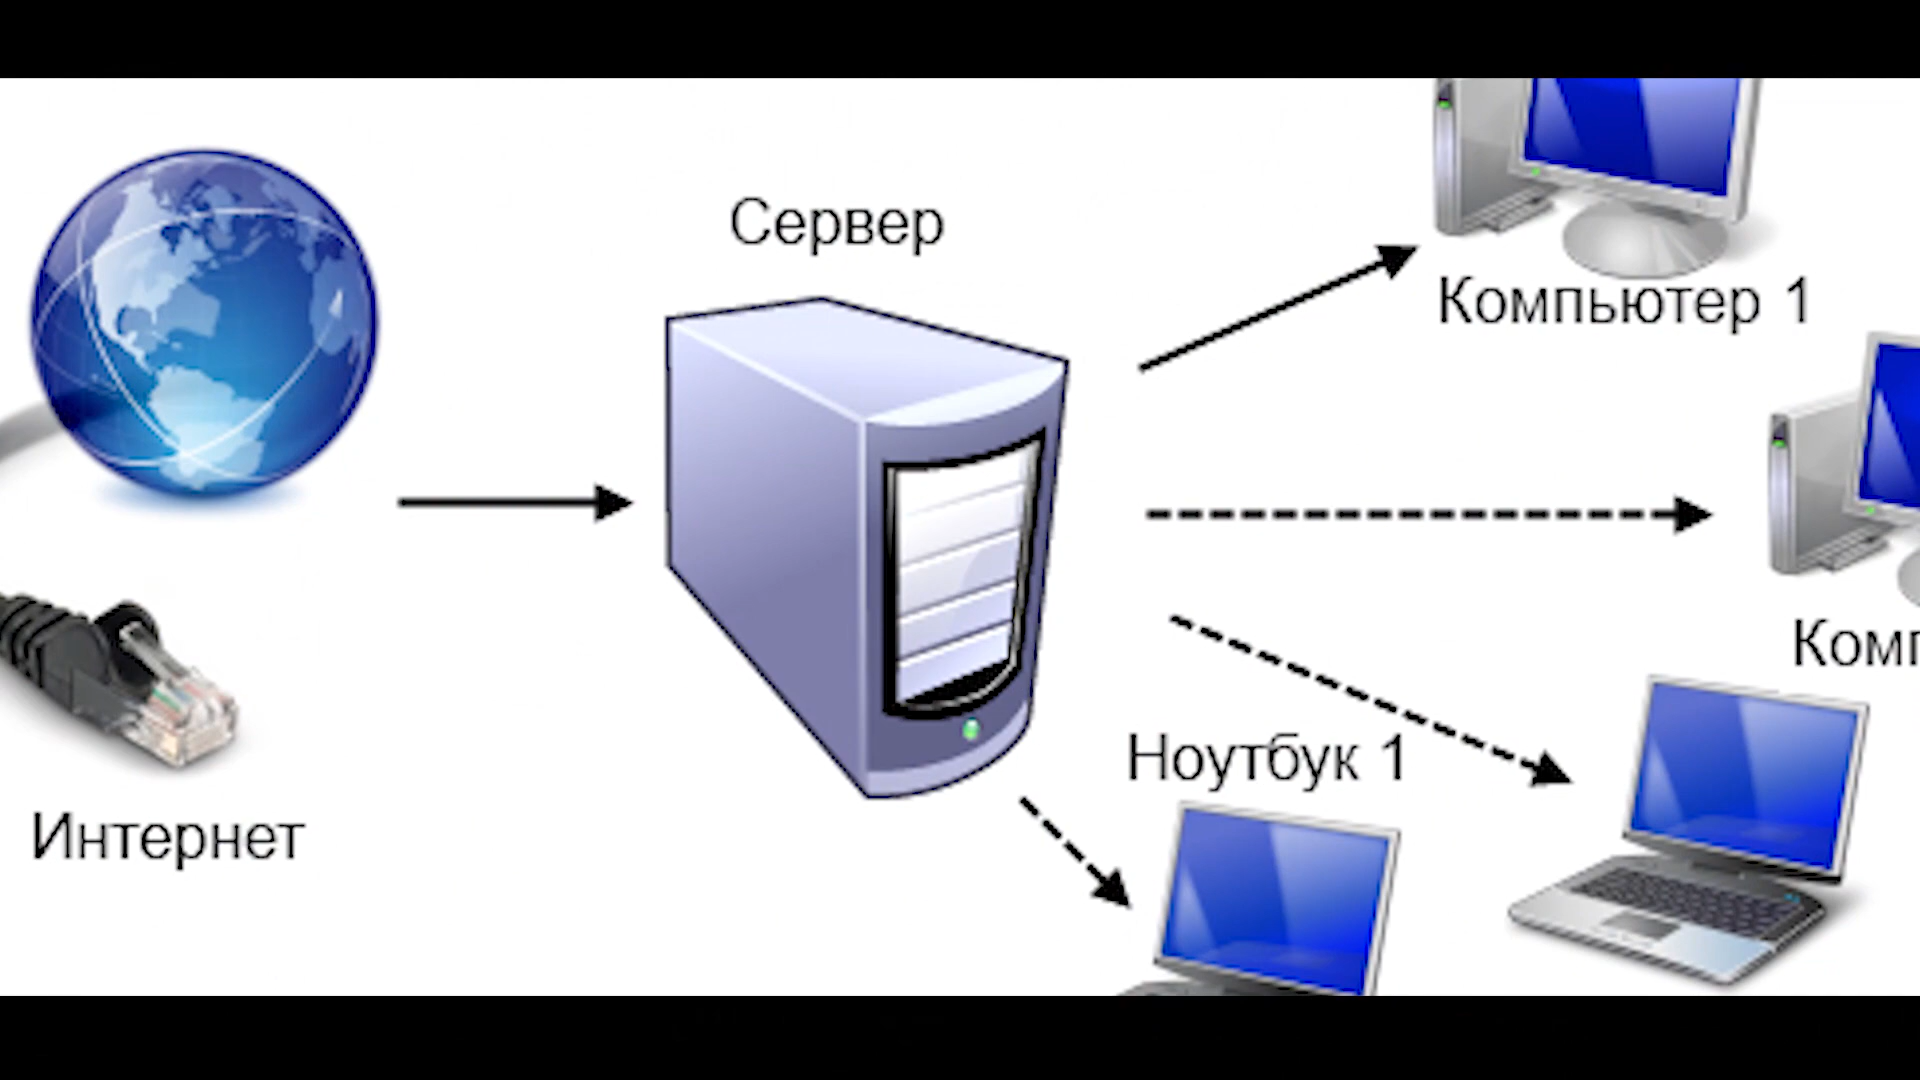 Сервер
Компьютер 1
Ноутбук 1
Интернет